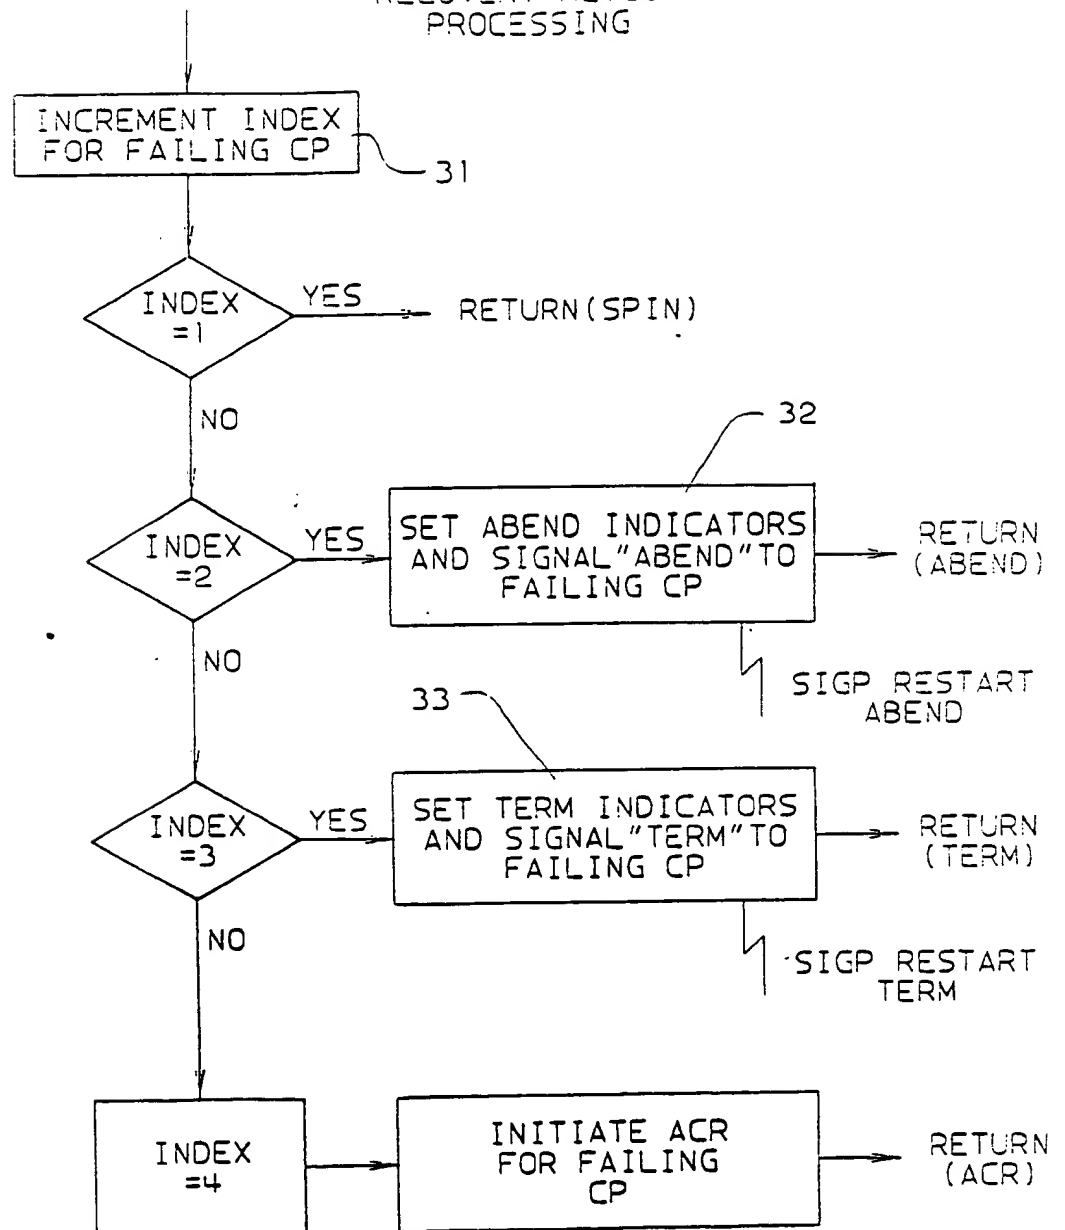 PROCESSING
INCREMENT INDEX
FOR FAILING CP
31
INDEX
=1
YES
RETURN(SPIN)
NO
32
INDEX
=2
YES
SET ABEND INDICATORS
AND SIGNAL"ABEND"TO
FAILING CP
RETURN
(ABEND)
NO
SIGP RESTART
ABEND
33
INDEX
=3
YES
SET TERM INDICATORS
AND SIGNAL"TERM"TO
FAILING CP
RETURN
(TERM)
NO
SIGP RESTART
TERM
INDEX
=4
INITIATE ACR
FOR FAILING
CP
RETURN
(ACR)